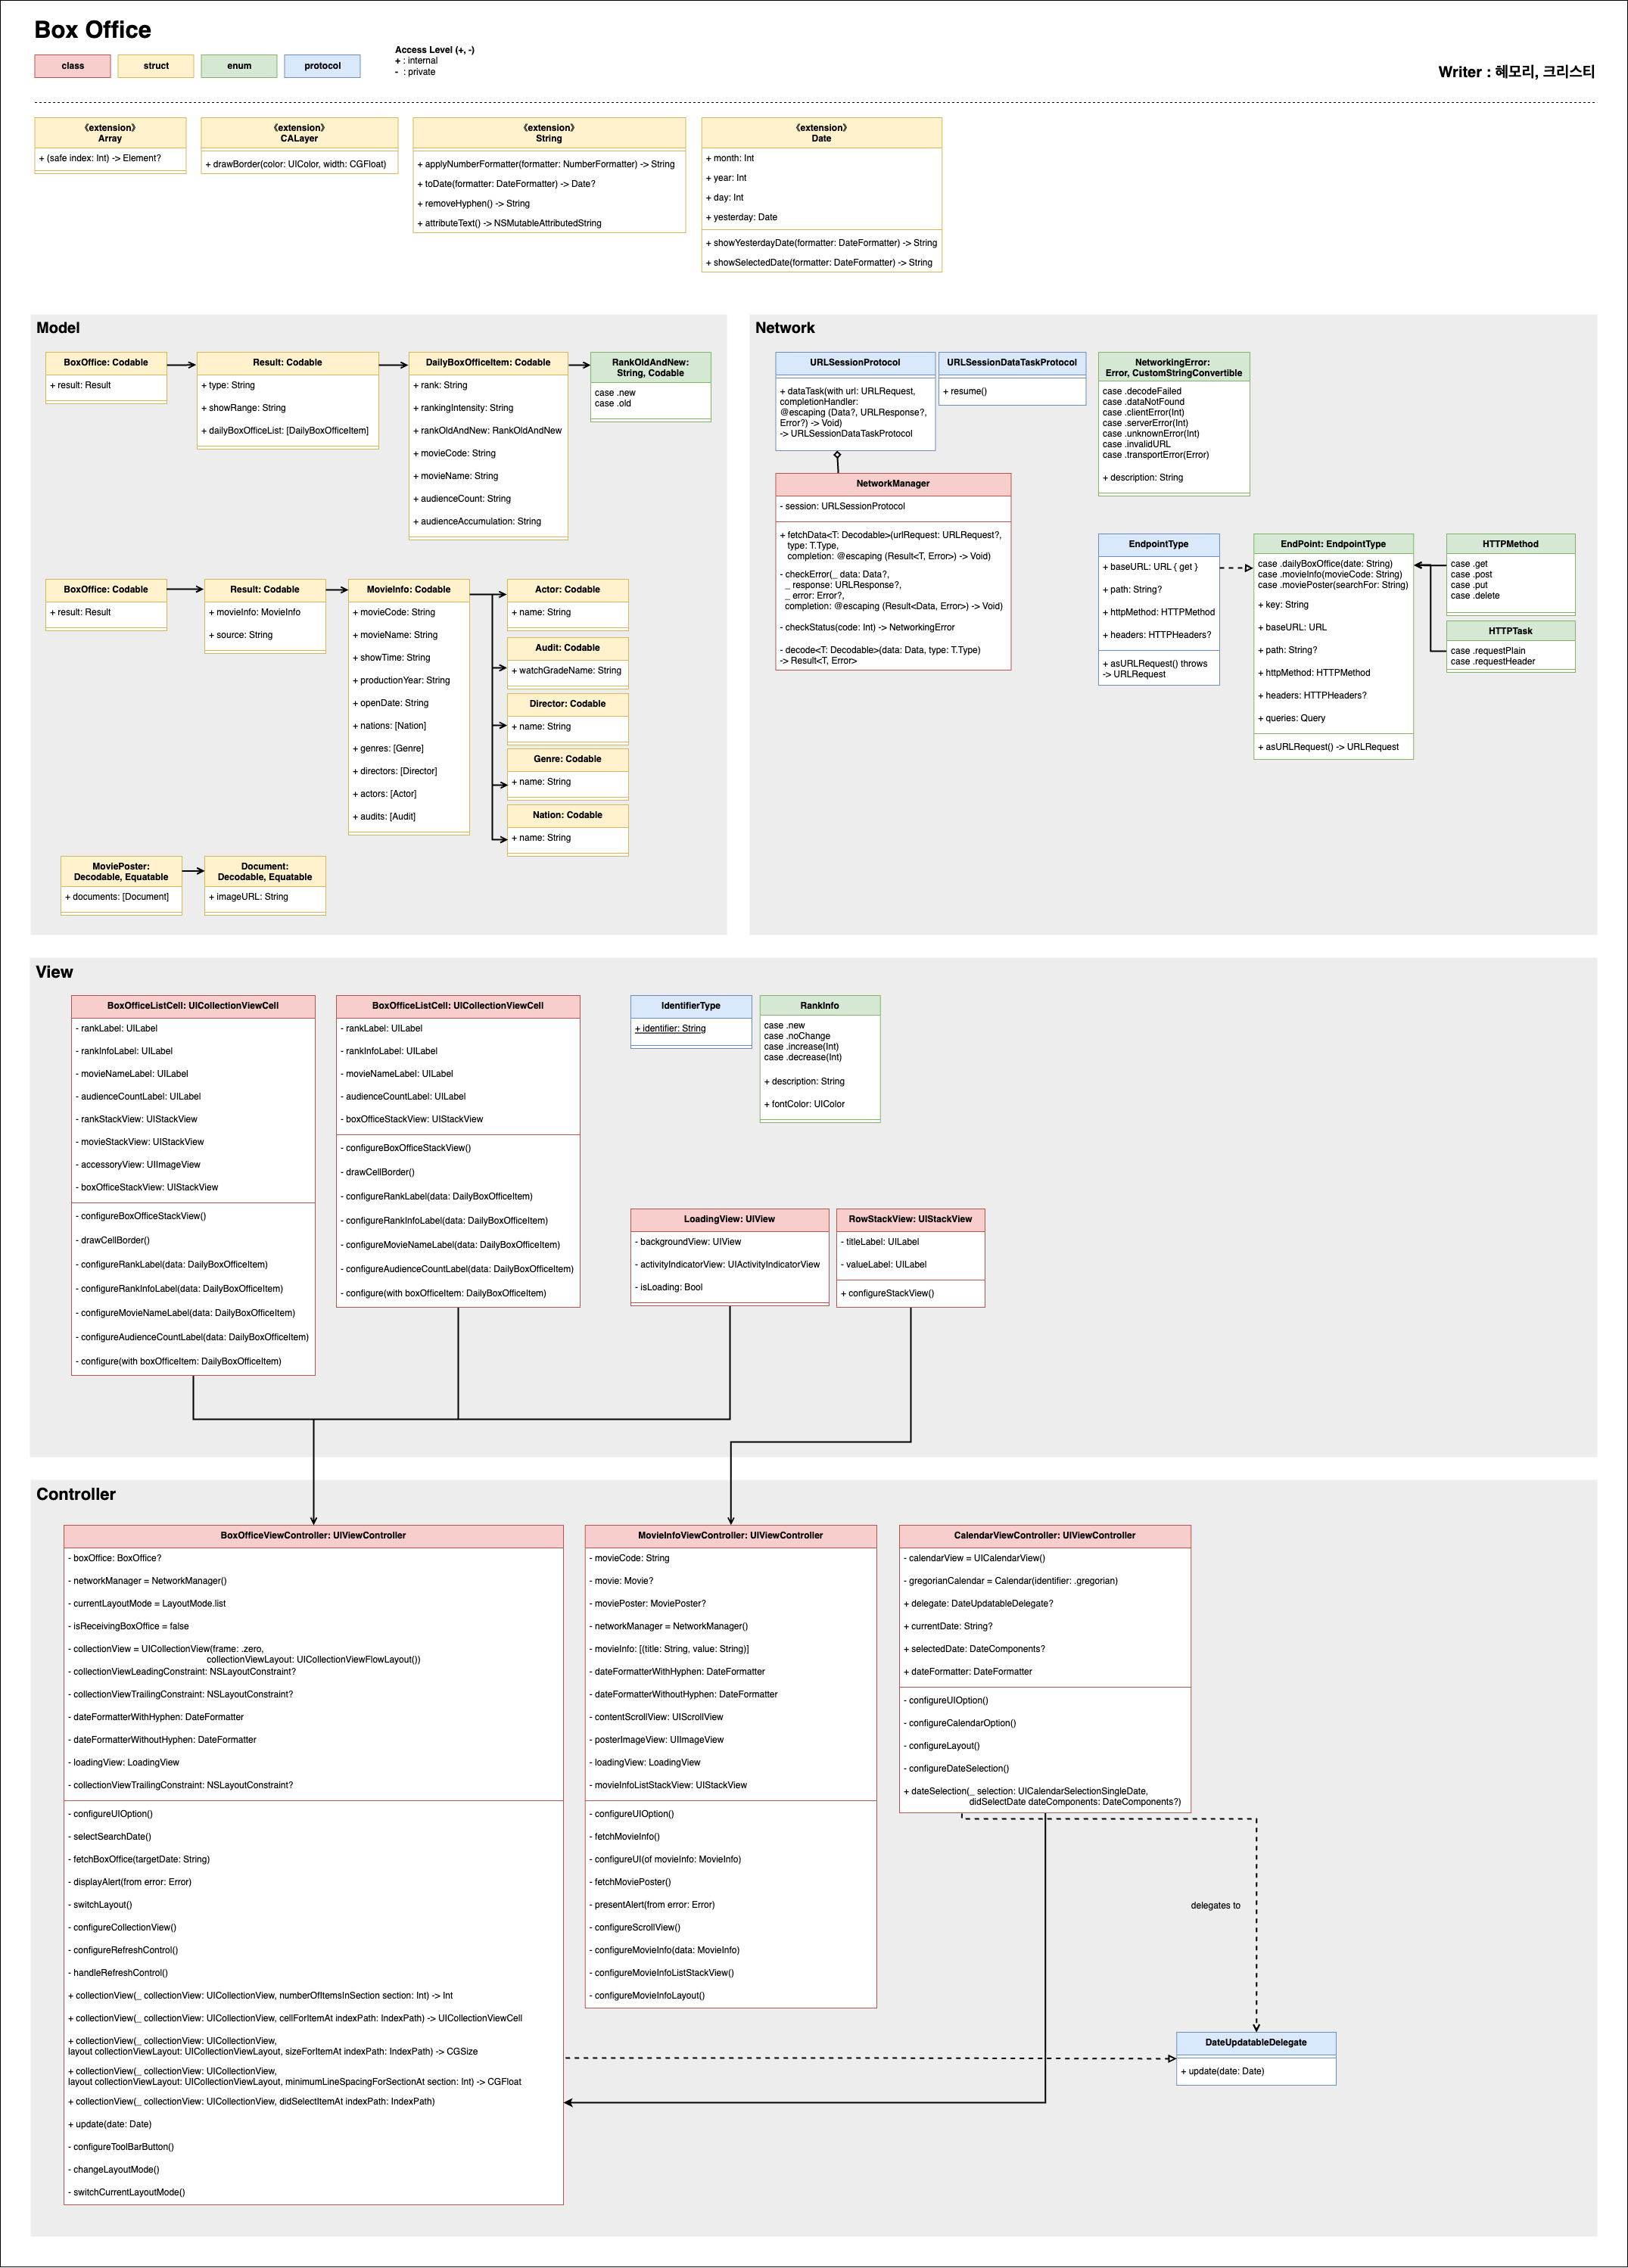 Box Office
class
struct
enum
protocol
Access Level (+, -)
+ : internal
- : private
Writer : 혜모리, 크리스티
《extension》
Array
+ (safe index: Int) -> Element?
《extension》
CALayer
+ drawBorder(color: UIColor, width: CGFloat)
《extension》
String
+ applyNumberFormatter(formatter: NumberFormatter) -> String
+ toDate(formatter: DateFormatter) -> Date?
+ removeHyphen() -> String
+ attributeText() -> NSMutableAttributedString
《extension》
Date
+ month: Int
+ year: Int
+ day: Int
+ yesterday: Date
+ showYesterdayDate(formatter: DateFormatter) -> String
+ showSelectedDate(formatter: DateFormatter) -> String
Model
BoxOffice: Codable
+ result: Result
Result: Codable
+ type: String
+ showRange: String
+ dailyBoxOfficeList: [DailyBoxOfficeItem]
DailyBoxOfficeItem: Codable
+ rank: String
+ rankingIntensity: String
+ rankOldAndNew: RankOldAndNew
+ movieCode: String
+ movieName: String
+ audienceCount: String
+ audienceAccumulation: String
RankOldAndNew:
String, Codable
case .new
case .old
BoxOffice: Codable
+ result: Result
Result: Codable
+ movieInfo: MovieInfo
+ source: String
MovieInfo: Codable
+ movieCode: String
+ movieName: String
+ showTime: String
+ productionYear: String
+ openDate: String
+ nations: [Nation]
+ genres: [Genre]
+ directors: [Director]
+ actors: [Actor]
+ audits: [Audit]
Actor: Codable
+ name: String
Audit: Codable
+ watchGradeName: String
Director: Codable
+ name: String
Genre: Codable
+ name: String
Nation: Codable
+ name: String
MoviePoster:
Decodable, Equatable
+ documents: [Document]
Document:
Decodable, Equatable
+ imageURL: String
Network
URLSessionProtocol
+ dataTask(with url: URLRequest,
completionHandler:
@escaping (Data?, URLResponse?,
Error?) -> Void)
-> URLSessionDataTaskProtocol
URLSessionDataTaskProtocol
+ resume()
NetworkingError:
Error, CustomStringConvertible
case .decodeFailed
case .dataNotFound
case .clientError(Int)
case .serverError(Int)
case .unknownError(Int)
case .invalidURL
case .transportError(Error)
+ description: String
NetworkManager
- session: URLSessionProtocol
+ fetchData<T: Decodable>(urlRequest: URLRequest?,
type: T.Type,
completion: @escaping (Result<T, Error>) -> Void)
- checkError(_ data: Data?,
_ response: URLResponse?,
_ error: Error?,
completion: @escaping (Result<Data, Error>) -> Void)
- checkStatus(code: Int) -> NetworkingError
- decode<T: Decodable>(data: Data, type: T.Type)
-> Result<T, Error>
EndpointType
+ baseURL: URL { get }
+ path: String?
+ httpMethod: HTTPMethod
+ headers: HTTPHeaders?
+ asURLRequest() throws
-> URLRequest
EndPoint: EndpointType
case .dailyBoxOffice(date: String)
case .movieInfo(movieCode: String)
case .moviePoster(searchFor: String)
+ key: String
+ baseURL: URL
+ path: String?
+ httpMethod: HTTPMethod
+ headers: HTTPHeaders?
+ queries: Query
+ asURLRequest() -> URLRequest
HTTPMethod
case .get
case .post
case .put
case .delete
HTTPTask
case .requestPlain
case .requestHeader
View
BoxOfficeListCell: UICollectionViewCell
- rankLabel: UILabel
- rankInfoLabel: UILabel
- movieNameLabel: UILabel
- audienceCountLabel: UILabel
- rankStackView: UIStackView
- movieStackView: UIStackView
- accessoryView: UIImageView
- boxOfficeStackView: UIStackView
- configureBoxOfficeStackView()
- drawCellBorder()
- configureRankLabel(data: DailyBoxOfficeItem)
- configureRankInfoLabel(data: DailyBoxOfficeItem)
- configureMovieNameLabel(data: DailyBoxOfficeItem)
- configureAudienceCountLabel(data: DailyBoxOfficeItem)
- configure(with boxOfficeItem: DailyBoxOfficeItem)
BoxOfficeListCell: UICollectionViewCell
- rankLabel: UILabel
- rankInfoLabel: UILabel
- movieNameLabel: UILabel
- audienceCountLabel: UILabel
- boxOfficeStackView: UIStackView
- configureBoxOfficeStackView()
- drawCellBorder()
- configureRankLabel(data: DailyBoxOfficeItem)
- configureRankInfoLabel(data: DailyBoxOfficeItem)
- configureMovieNameLabel(data: DailyBoxOfficeItem)
- configureAudienceCountLabel(data: DailyBoxOfficeItem)
- configure(with boxOfficeItem: DailyBoxOfficeItem)
IdentifierType
+ identifier: String
RankInfo
case .new
case .noChange
case .increase(Int)
case .decrease(Int)
+ description: String
+ fontColor: UIColor
LoadingView: UIView
- backgroundView: UIView
- activityIndicatorView: UIActivityIndicatorView
- isLoading: Bool
RowStackView: UIStackView
- titleLabel: UILabel
- valueLabel: UILabel
+ configureStackView()
Controller
BoxOfficeViewController: UIViewController
- boxOffice: BoxOffice?
- networkManager = NetworkManager()
- currentLayoutMode = LayoutMode.list
- isReceivingBoxOffice = false
- collectionView = UICollectionView(frame: .zero,
collectionViewLayout: UICollectionViewFlowLayout())
- collectionViewLeadingConstraint: NSLayoutConstraint?
- collectionViewTrailingConstraint: NSLayoutConstraint?
- dateFormatterWithHyphen: DateFormatter
- dateFormatterWithoutHyphen: DateFormatter
- loadingView: LoadingView
- collectionViewTrailingConstraint: NSLayoutConstraint?
- configureUIOption()
- selectSearchDate()
- fetchBoxOffice(targetDate: String)
- displayAlert(from error: Error)
- switchLayout()
- configureCollectionView()
- configureRefreshControl()
- handleRefreshControl()
+ collectionView(_ collectionView: UICollectionView, numberOfItemsInSection section: Int) -> Int
+ collectionView(_ collectionView: UICollectionView, cellForItemAt indexPath: IndexPath) -> UICollectionViewCell
+ collectionView(_ collectionView: UICollectionView,
layout collectionViewLayout: UICollectionViewLayout, sizeForItemAt indexPath: IndexPath) -> CGSize
+ collectionView(_ collectionView: UICollectionView,
layout collectionViewLayout: UICollectionViewLayout, minimumLineSpacingForSectionAt section: Int) -> CGFloat
+ collectionView(_ collectionView: UICollectionView, didSelectItemAt indexPath: IndexPath)
+ update(date: Date)
- configureToolBarButton()
- changeLayoutMode()
- switchCurrentLayoutMode()
MovieInfoViewController: UIViewController
- movieCode: String
- movie: Movie?
- moviePoster: MoviePoster?
- networkManager = NetworkManager()
- movieInfo: [(title: String, value: String)]
- dateFormatterWithHyphen: DateFormatter
- dateFormatterWithoutHyphen: DateFormatter
- contentScrollView: UIScrollView
- posterImageView: UIImageView
- loadingView: LoadingView
- movieInfoListStackView: UIStackView
- configureUIOption()
- fetchMovieInfo()
- configureUI(of movieInfo: MovieInfo)
- fetchMoviePoster()
- presentAlert(from error: Error)
- configureScrollView()
- configureMovieInfo(data: MovieInfo)
- configureMovieInfoListStackView()
- configureMovieInfoLayout()
CalendarViewController: UIViewController
- calendarView = UICalendarView()
- gregorianCalendar = Calendar(identifier: .gregorian)
+ delegate: DateUpdatableDelegate?
+ currentDate: String?
+ selectedDate: DateComponents?
+ dateFormatter: DateFormatter
- configureUIOption()
- configureCalendarOption()
- configureLayout()
- configureDateSelection()
+ dateSelection(_ selection: UICalendarSelectionSingleDate,
didSelectDate dateComponents: DateComponents?)
delegates to
DateUpdatableDelegate
+ update(date: Date)